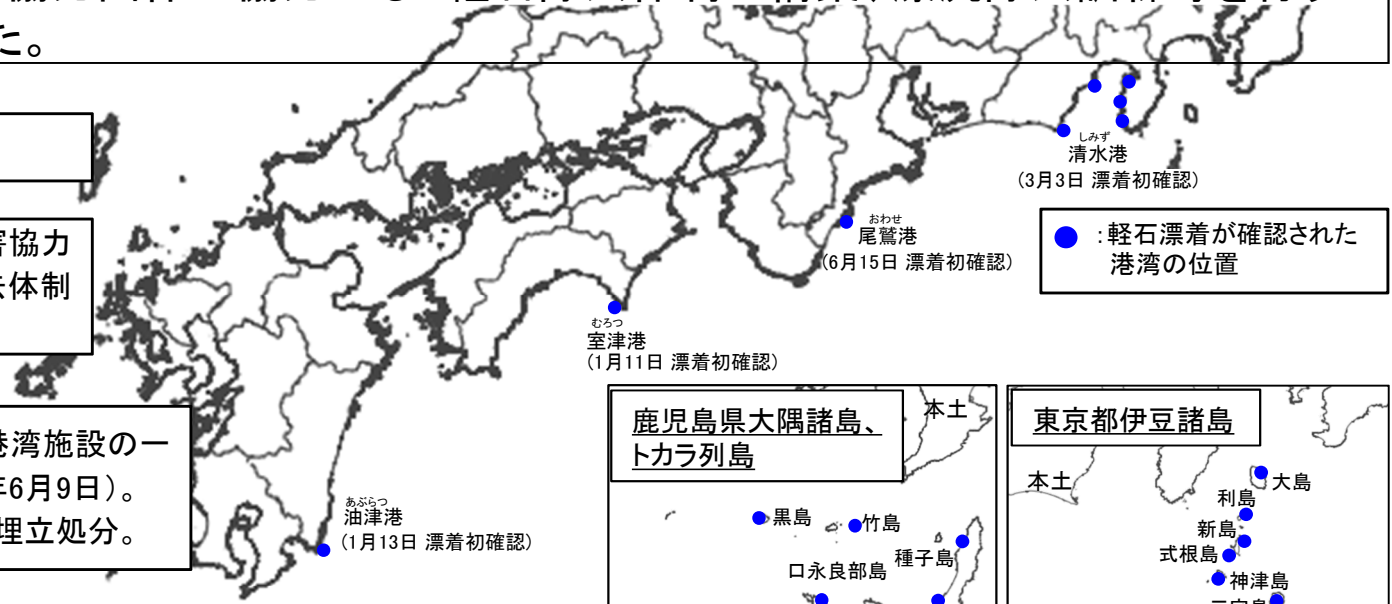 た。
害協力
体制
港湾施設の一
年6月9日)。
埋立処分。
しみず
清水港
(3月3日 漂着初確認)
おわせ
尾鷲港
(6月15日 漂着初確認)
●:軽石漂着が確認された
港湾の位置
むろつ
室津港
(1月11日 漂着初確認)
あぶらつ
油津港
(1月13日 漂着初確認)
鹿児島県大隅諸島、
トカラ列島
本土
黒島
竹島
種子島
口永良部島
東京都伊豆諸島
本土
大島
利島
新島
式根島
神津島